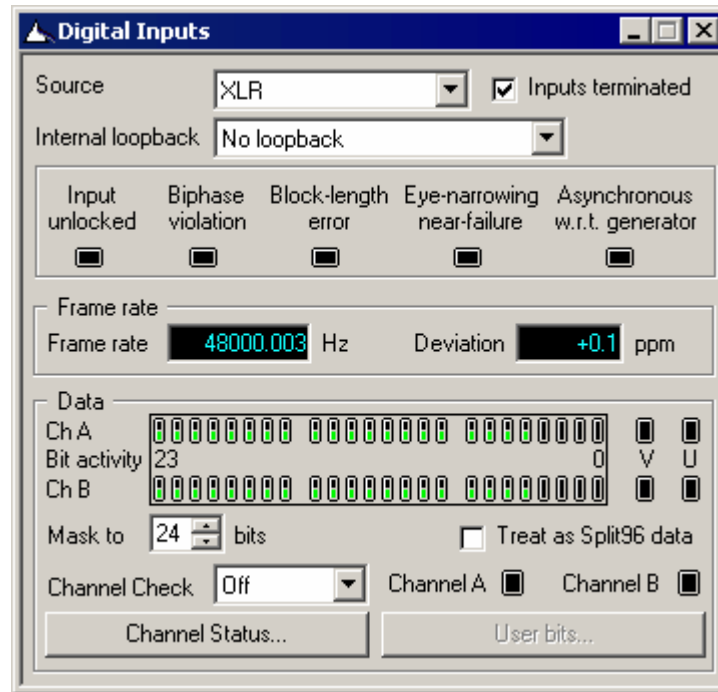 Digital Inputs
Source XLR Inputs terminated
Internal loopback No loopback
Input Biphase Block-length Eye-narrowing Asynchronous
unlocked violation error near-failure w.r.t. generator
Frame rate
Frame rate 48000.003 Hz Deviation +0.1 ppm
Data
Ch A
Bit activity 23 0 V U
Ch B
Mask to 24 bits Treat as Split96 data
Channel Check Off Channel A Channel B
Channel Status... User bits...